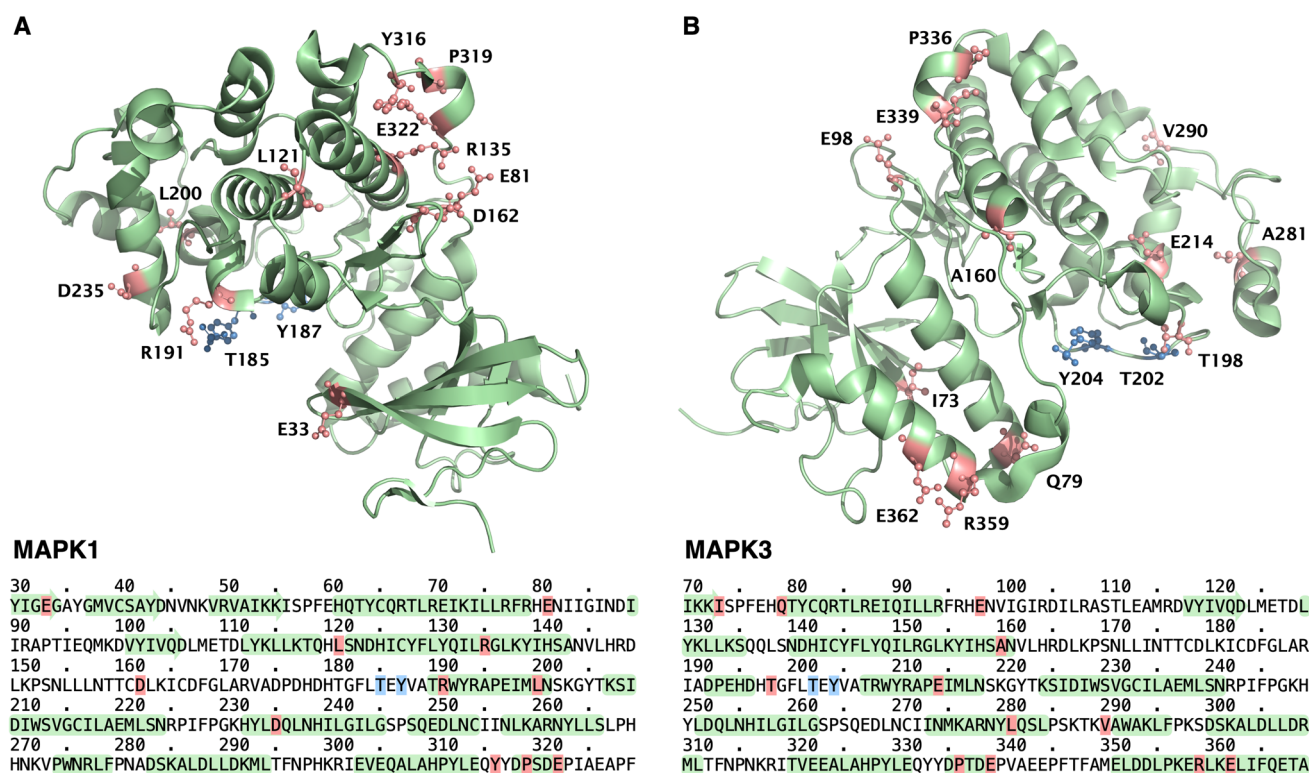 A
Y316
P319
E322
R135
L121
E81
L200
D162
D235
Y187
R191
T185
E33
B
P336
E339
E98
V290
A281
E214
A160
T198
Y204
T202
I73
Q79
E362
R359
MAPK1
30 . 40 . 50 . 60 . 70 . 80 .
YIGEGAYGMVCSAYDNVNKVRVAIKKISPFEHQTYCQRTLREIKILLRFRHENIIGINDI
90 . 100 . 110 . 120 . 130 . 140 .
IRAPTIEQMKDVYIVQDLMETDLYKLLKTQHLSNDHICYFLYQILRGLKYIHSANVLHRD
150 . 160 . 170 . 180 . 190 . 200 .
LKPSNLLLNTTCDLKICDFGLARVADPDHDHTGFLTEYVATRWYRAPEIMLNSKGYTKSI
210 . 220 . 230 . 240 . 250 . 260 .
DIWSVGCILAEMLSNRPIFPGKHYLDQLNHILGILGSPSQEDLNCIINLKARNYLLSLPH
270 . 280 . 290 . 300 . 310 . 320 .
HNKVPWNRLFPNADSKALDLLDKMLTFNPHKRIEVEQALAHPYLEQYYDPSDEPIAEAPF
MAPK3
70 . 80 . 90 . 100 . 110 . 120 .
IKKISPFEHQTYCQRTLREIQILLRFRHENVIGIRDILRASTLEAMRDVYIVQDLMETDL
130 . 140 . 150 . 160 . 170 . 180 .
YKLLKSQQLSNDHICYFLYQILRGLKYIHSANVLHRDLKPSNLLINTTCDLKICDFGLAR
190 . 200 . 210 . 220 . 230 . 240 .
IADPEHDHTGFLTEYVATRWYRAPEIMLNSKGYTKSIDIWSVGCILAEMLSNRPIFPGKH
250 . 260 . 270 . 280 . 290 . 300 .
YLDQLNHILGILGSPSQEDLNCIINMKARNYLQSLPSKTKVAWAKLFPKSDSKALDLLDR
310 . 320 . 330 . 340 . 350 . 360 .
MLTFNPNKRITVEEALAHPYLEQYYDPTDEPVAEEPFTFAMELDDLPKERLKELIFQETA